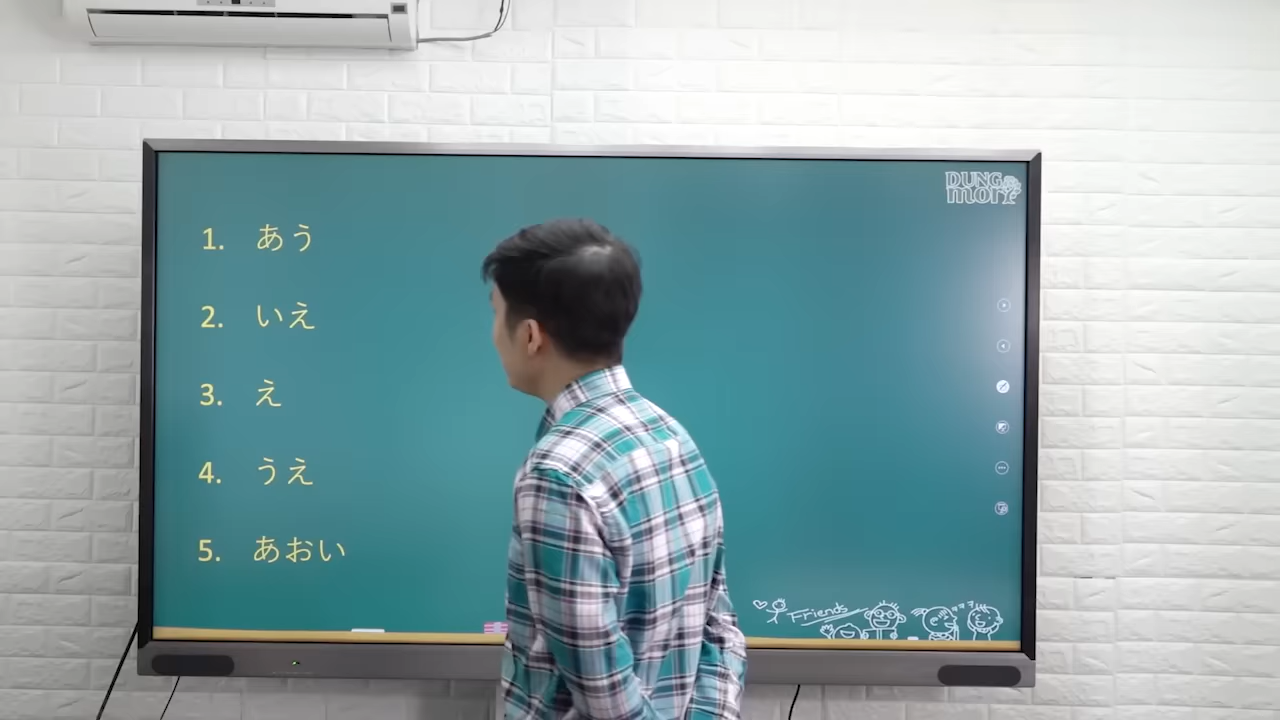 DUNG
mori
1. あう
2. いえ
3. え
4. うえ
5. あおい
Friends